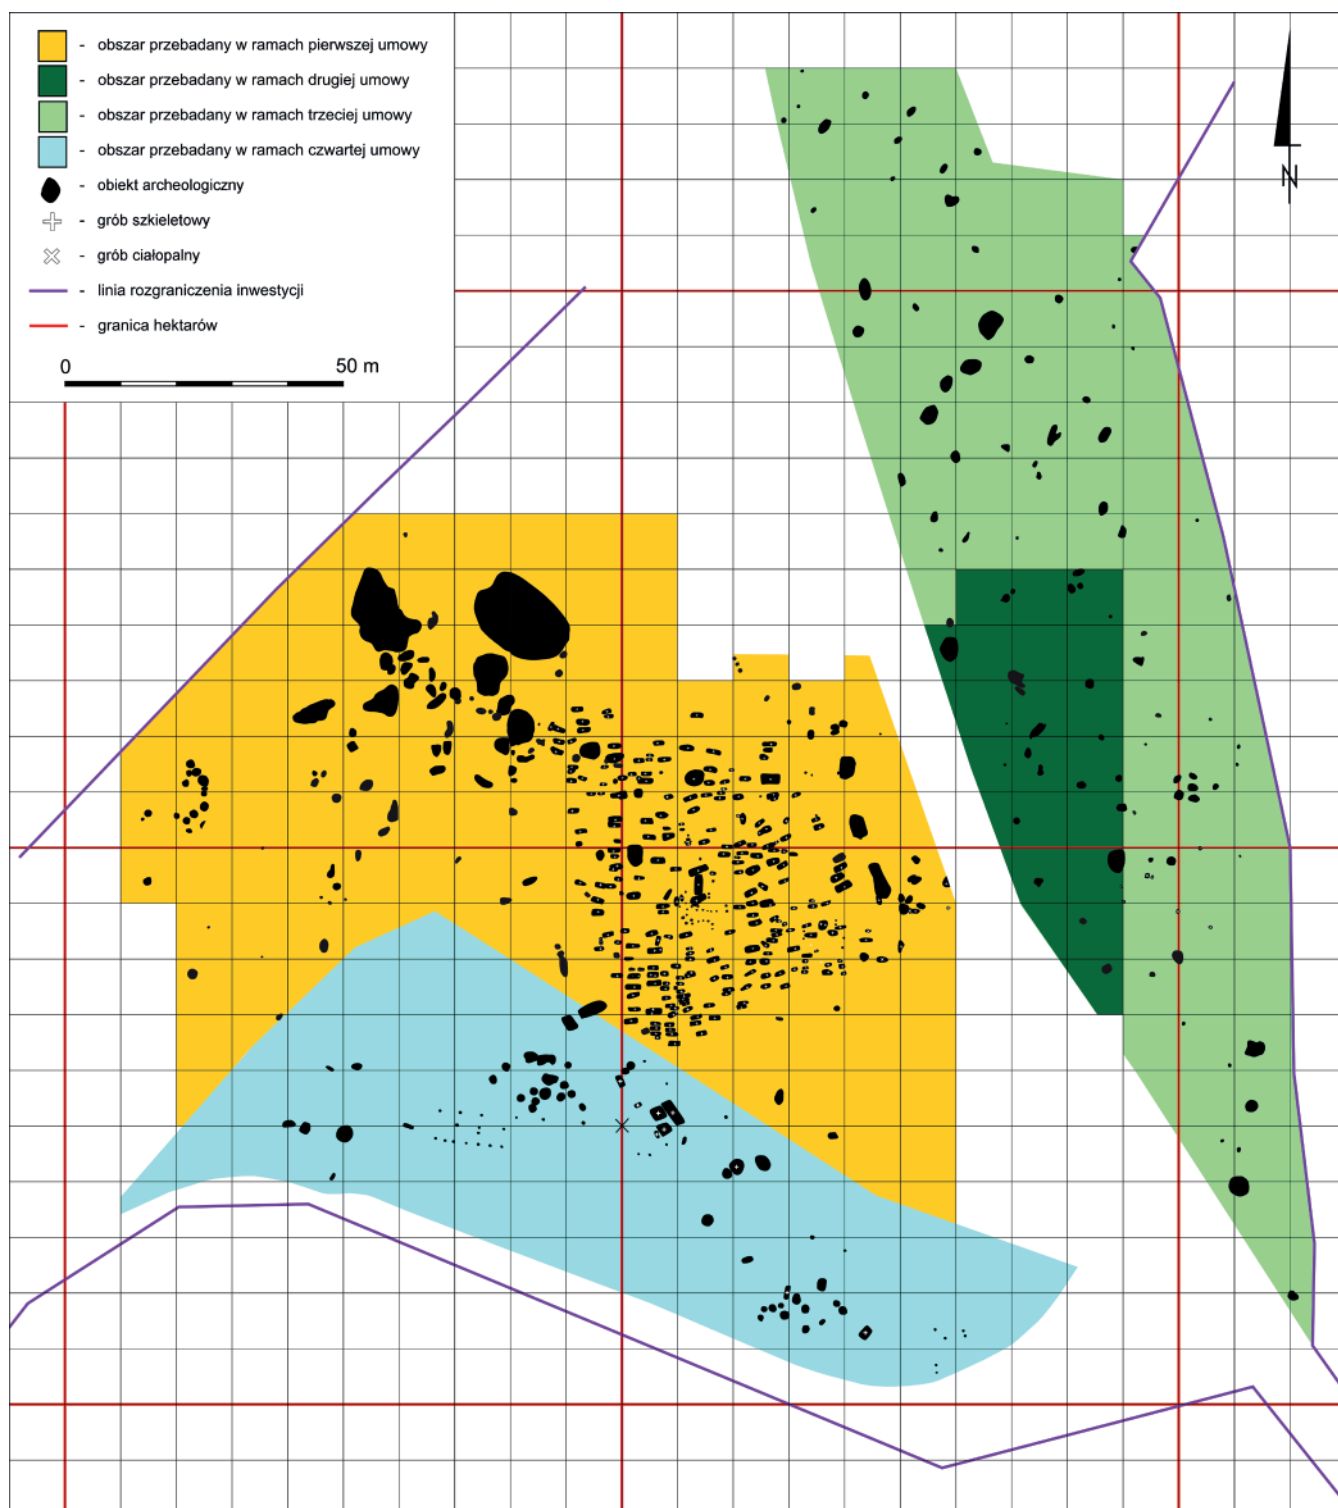 - obszar przebadany w ramach pierwszej umowy
- obszar przebadany w ramach drugiej umowy
- obszar przebadany w ramach trzeciej umowy
- obszar przebadany w ramach czwartej umowy
- obiekt archeologiczny
- grób szkieletowy
- grób ciałopalny
- linia rozgraniczenia inwestycji
- granica hektarów
0 50 m
N